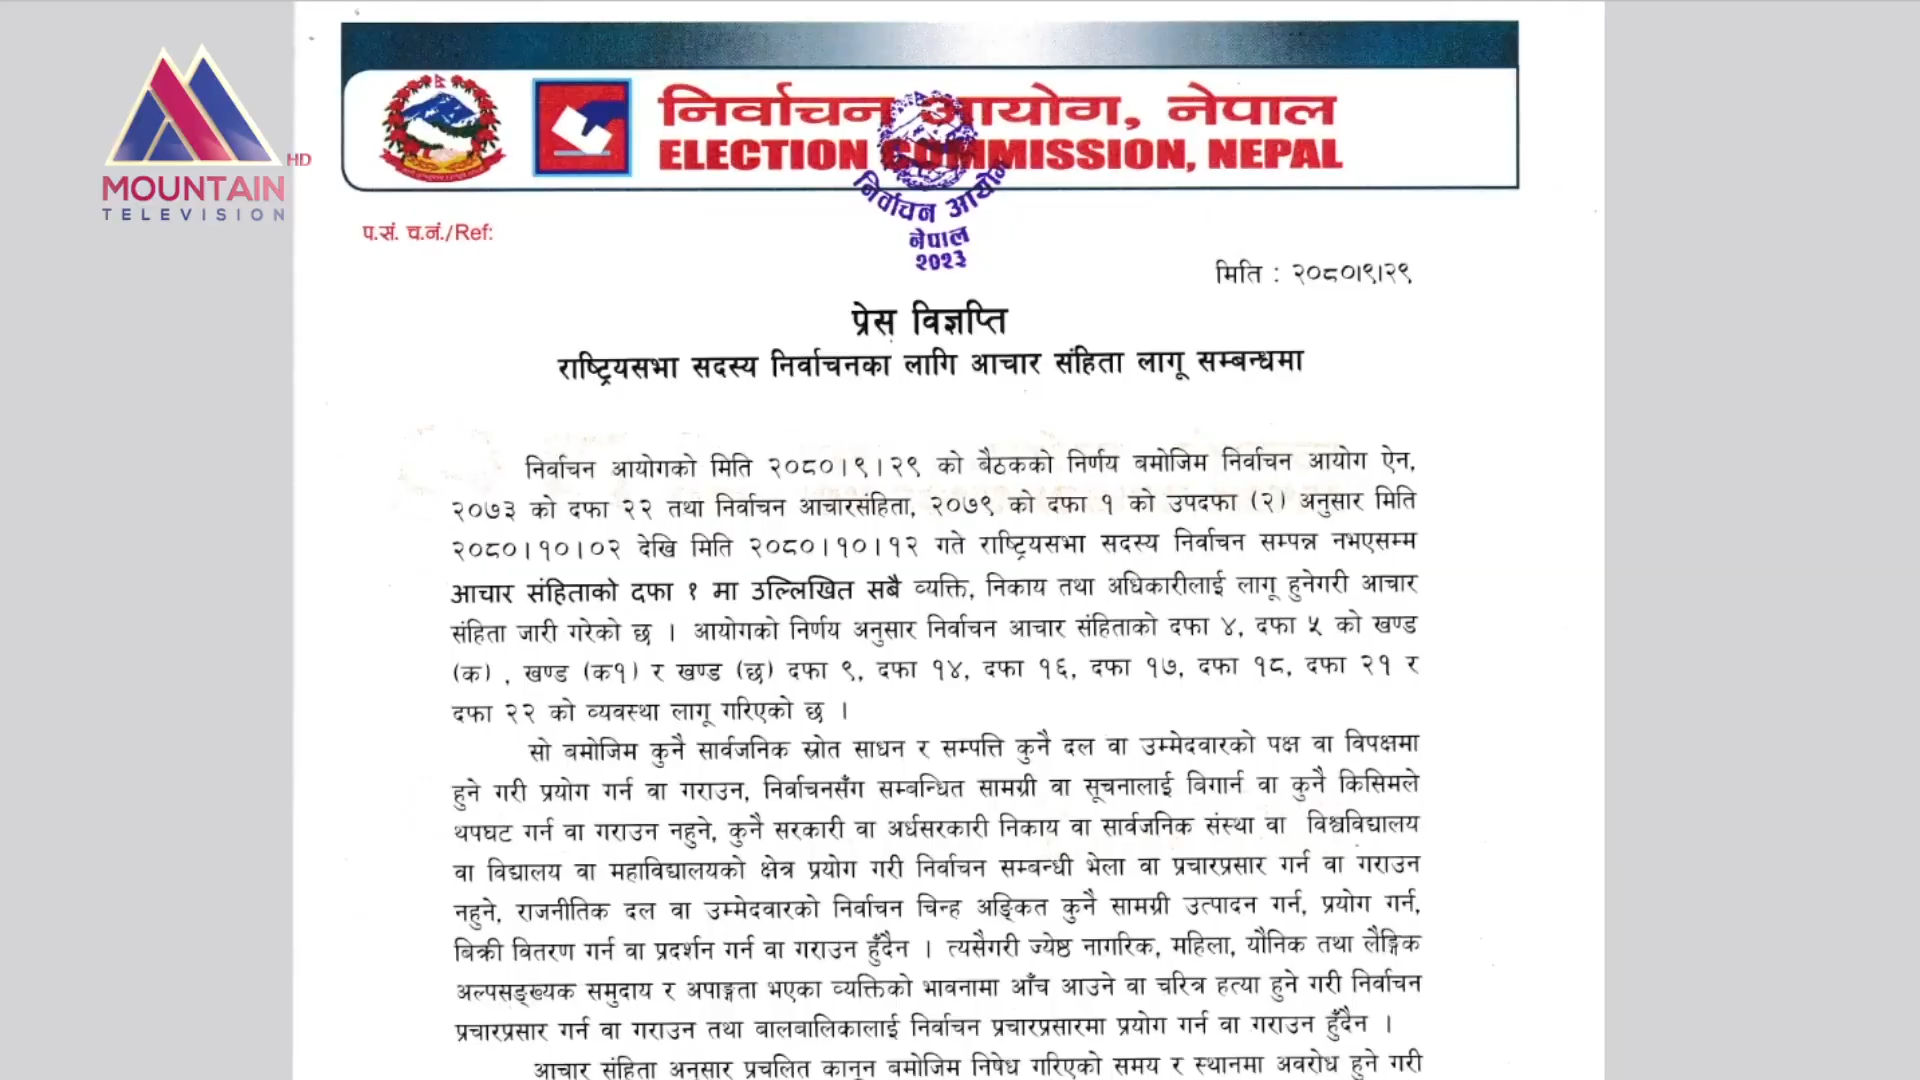 MOUNTAIN HD
TELEVISION
निर्वाचन आयोग, नेपाल
ELECTION COMMISSION, NEPAL
निर्वाचन आयोग
नेपाल
२०२३
प.सं. च.नं./Ref:
मिति : २०८०।९।२९
प्रेस विज्ञप्ति
राष्ट्रियसभा सदस्य निर्वाचनका लागि आचार संहिता लागू सम्बन्धमा
निर्वाचन आयोगको मिति २०८०।९।२९ को बैठकको निर्णय बमोजिम निर्वाचन आयोग ऐन,
२०७३ को दफा २२ तथा निर्वाचन आचारसंहिता, २०७९ को दफा १ को उपदफा (२) अनुसार मिति
२०८०।१०।०२ देखि मिति २०८०।१०।१२ गते राष्ट्रियसभा सदस्य निर्वाचन सम्पन्न नभएसम्म
आचार संहिताको दफा १ मा उल्लिखित सबै व्यक्ति, निकाय तथा अधिकारीलाई लागू हुनेगरी आचार
संहिता जारी गरेको छ । आयोगको निर्णय अनुसार निर्वाचन आचार संहिताको दफा ४, दफा ५ को खण्ड
(क) , खण्ड (क१) र खण्ड (छ) दफा ९, दफा १४, दफा १६, दफा १७, दफा १८, दफा २१ र
दफा २२ को व्यवस्था लागू गरिएको छ ।
सो बमोजिम कुनै सार्वजनिक स्रोत साधन र सम्पत्ति कुनै दल वा उम्मेदवारको पक्ष वा विपक्षमा
हुने गरी प्रयोग गर्न वा गराउन, निर्वाचनसँग सम्बन्धित सामग्री वा सूचनालाई बिगार्न वा कुनै किसिमले
थपघट गर्न वा गराउन नहुने, कुनै सरकारी वा अर्धसरकारी निकाय वा सार्वजनिक संस्था वा विश्वविद्यालय
वा विद्यालय वा महाविद्यालयको क्षेत्र प्रयोग गरी निर्वाचन सम्बन्धी भेला वा प्रचारप्रसार गर्न वा गराउन
नहुने, राजनीतिक दल वा उम्मेदवारको निर्वाचन चिन्ह अङ्कित कुनै सामग्री उत्पादन गर्न, प्रयोग गर्न,
बिक्री वितरण गर्न वा प्रदर्शन गर्न वा गराउन हुँदैन । त्यसैगरी ज्येष्ठ नागरिक, महिला, यौनिक तथा लैङ्गिक
अल्पसङ्ख्यक समुदाय र अपाङ्गता भएका व्यक्तिको भावनामा आँच आउने वा चरित्र हत्या हुने गरी निर्वाचन
प्रचारप्रसार गर्न वा गराउन तथा बालबालिकालाई निर्वाचन प्रचारप्रसारमा प्रयोग गर्न वा गराउन हुँदैन ।
आचार संहिता अनुसार प्रचलित कानून बमोजिम निषेध गरिएको समय र स्थानमा अवरोध हुने गरी